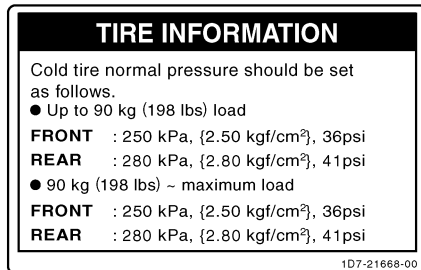 TIRE INFORMATION
Cold tire normal pressure should be set
as follows.
● Up to 90 kg (198 lbs) load
FRONT : 250 kPa, {2.50 kgf/cm²}, 36psi
REAR : 280 kPa, {2.80 kgf/cm²}, 41psi
● 90 kg (198 lbs) ~ maximum load
FRONT : 250 kPa, {2.50 kgf/cm²}, 36psi
REAR : 280 kPa, {2.80 kgf/cm²}, 41psi
1D7-21668-00